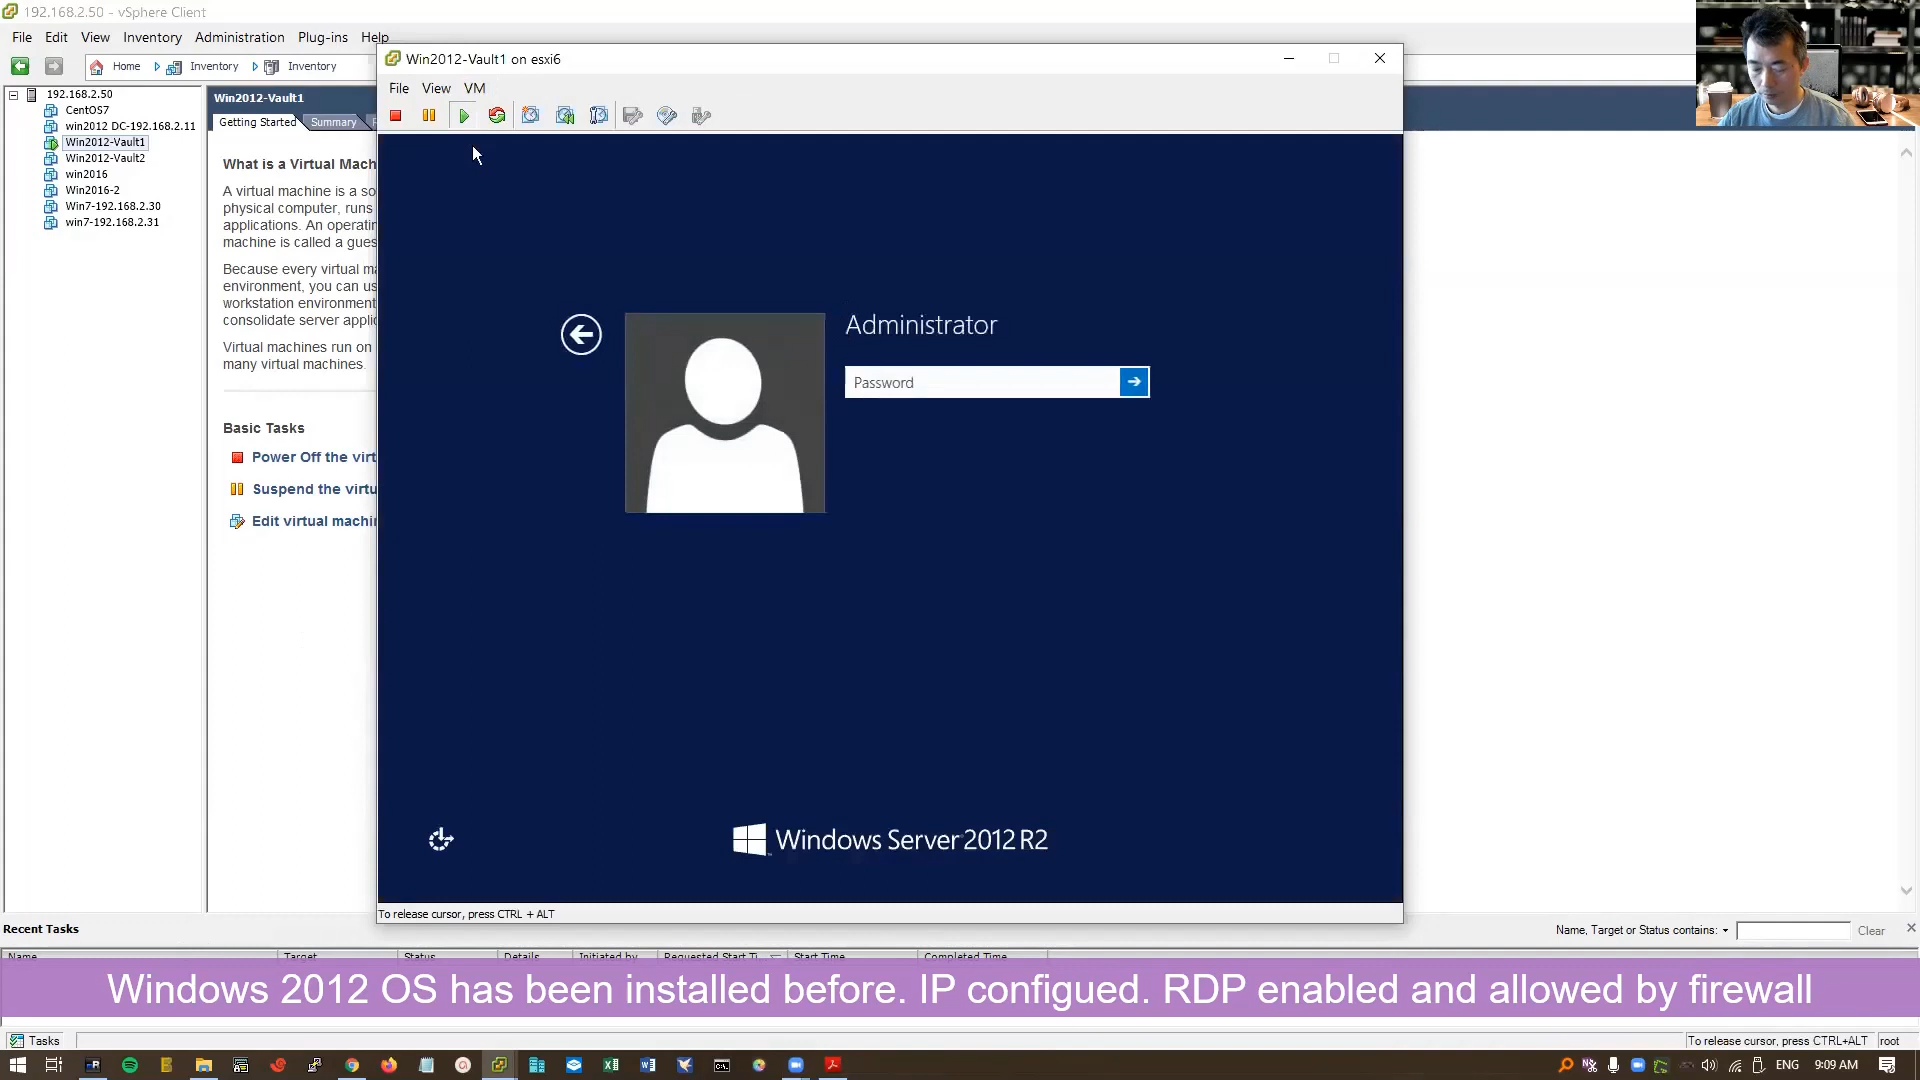 192.168.2.50 - vSphere Client
File Edit View Inventory Administration Plug-ins Help
Home Inventory Inventory
192.168.2.50
CentOS7
win2012 DC-192.168.2.11
Win2012-Vault1
Win2012-Vault2
win2016
Win2016-2
Win7-192.168.2.30
win7-192.168.2.31
Win2012-Vault1
Getting Started Summary
What is a Virtual Mach
A virtual machine is a so
physical computer, runs
applications. An operatin
machine is called a gues
Because every virtual ma
environment, you can us
workstation environment
consolidate server applic
Virtual machines run on
many virtual machines.
Basic Tasks
Power Off the virt
Suspend the virtu
Edit virtual machin
Win2012-Vault1 on esxi6
File View VM
Administrator
Password
Windows Server 2012 R2
To release cursor, press CTRL + ALT
Recent Tasks
Name, Target or Status contains:
Clear
Name Target Status Details Initiated by Requested Start Ti Start Time Completed Time
Windows 2012 OS has been installed before. IP configued. RDP enabled and allowed by firewall
Tasks
To release cursor, press CTRL+ALT
root
ENG
9:09 AM